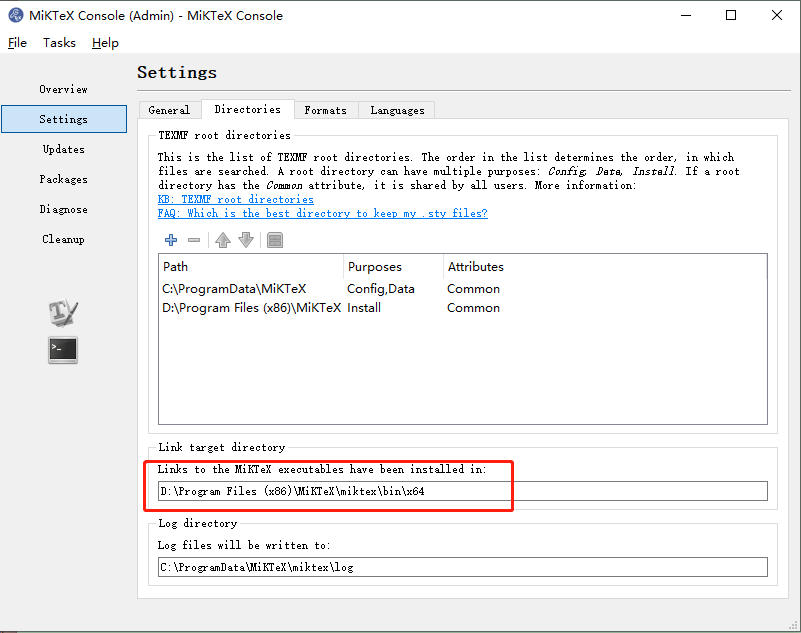 MiKTeX Console (Admin) - MiKTeX Console
File Tasks Help
Overview
Settings
Updates
Packages
Diagnose
Cleanup
Settings
General Directories Formats Languages
TEXMF root directories
This is the list of TEXMF root directories. The order in the list determines the order, in which
files are searched. A root directory can have multiple purposes: Config, Data, Install. If a root
directory has the Common attribute, it is shared by all users. More information:
KB: TEXMF root directories
FAQ: Which is the best directory to keep my .sty files?
Path Purposes Attributes
C:\ProgramData\MiKTeX Config,Data Common
D:\Program Files (x86)\MiKTeX Install Common
Link target directory
Links to the MiKTeX executables have been installed in:
D:\Program Files (x86)\MiKTeX\miktex\bin\x64
Log directory
Log files will be written to:
C:\ProgramData\MiKTeX\miktex\log